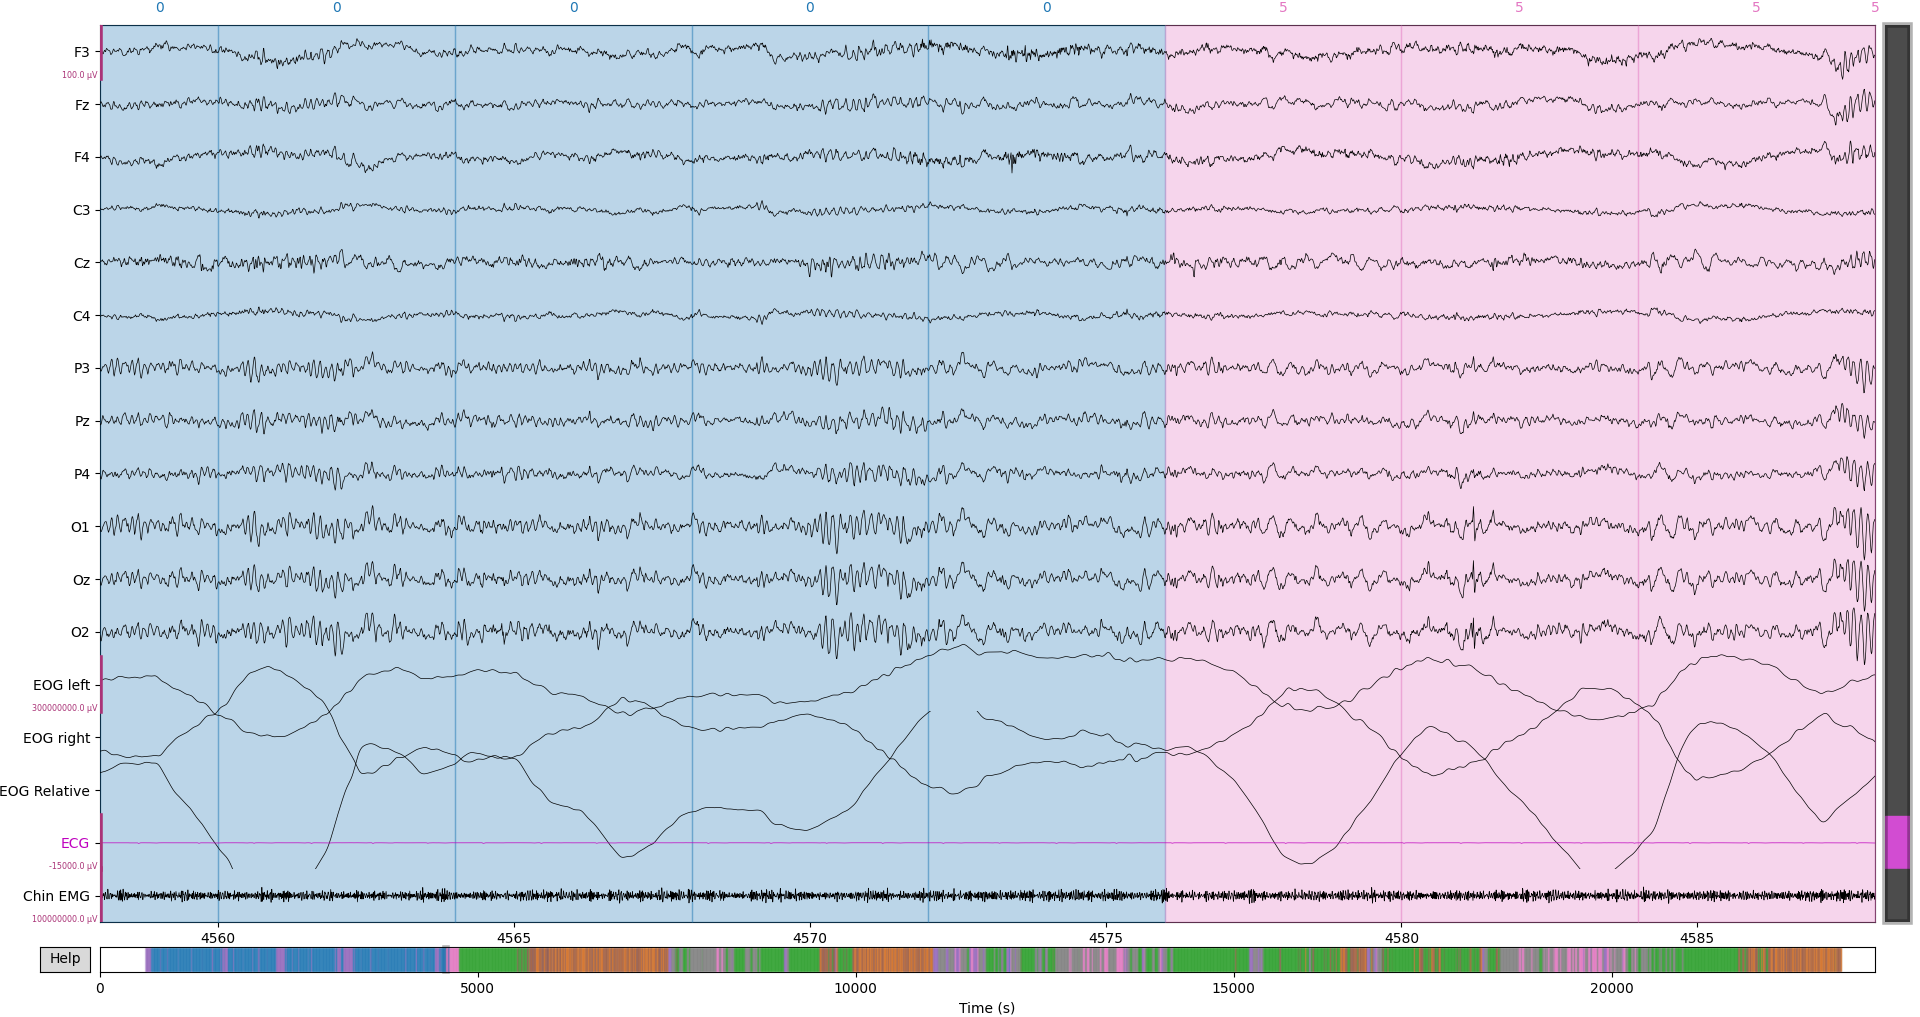 0 0 0 0 0 5 5 5 5
F3
100.0 µV
Fz
F4
C3
Cz
C4
P3
Pz
P4
O1
Oz
O2
EOG left
300000000.0 µV
EOG right
EOG Relative
ECG
-15000.0 µV
Chin EMG
100000000.0 µV
4560 4565 4570 4575 4580 4585
Help
0 5000 10000 15000 20000
Time (s)